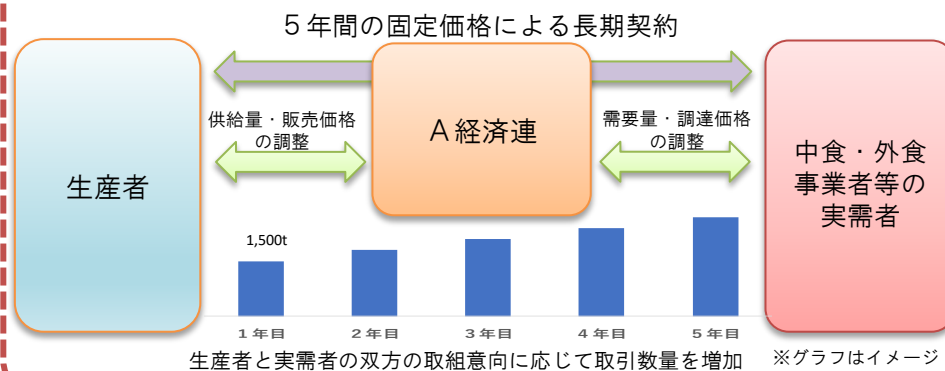 ５年間の固定価格による長期契約
生産者
供給量・販売価格
の調整
Ａ経済連
需要量・調達価格
の調整
中食・外食
事業者等の
実需者
1,500t
１年目
２年目
３年目
４年目
５年目
生産者と実需者の双方の取組意向に応じて取引数量を増加
※グラフはイメージ